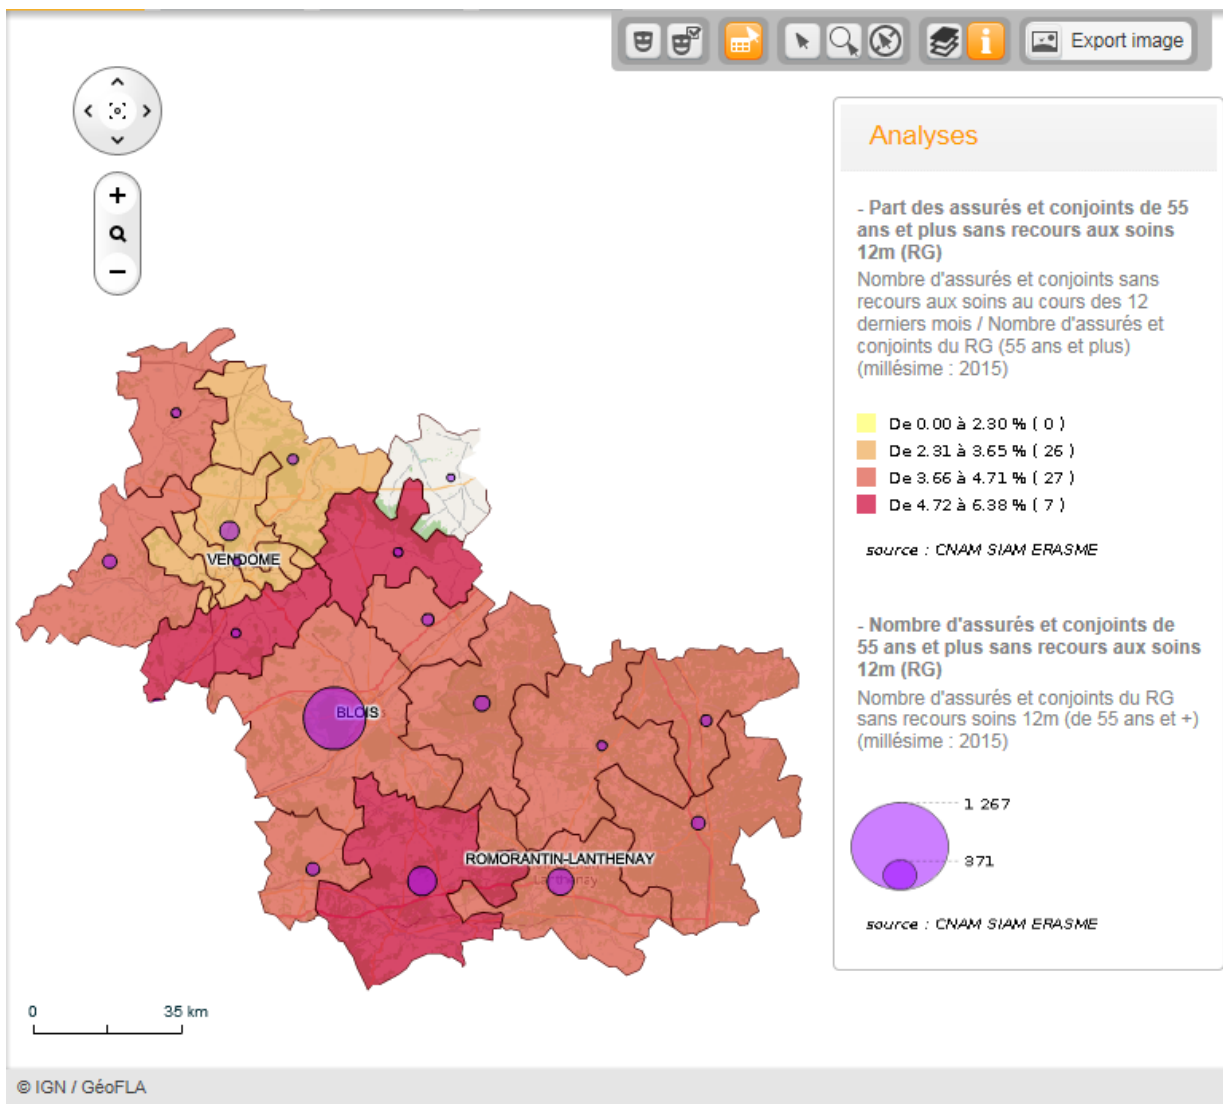 Export image
Analyses
- Part des assurés et conjoints de 55
ans et plus sans recours aux soins
12m (RG)
Nombre d'assurés et conjoints sans
recours aux soins au cours des 12
derniers mois / Nombre d'assurés et
conjoints du RG (55 ans et plus)
(millésime : 2015)
De 0.00 à 2.30 % ( 0 )
De 2.31 à 3.65 % ( 26 )
De 3.66 à 4.71 % ( 27 )
De 4.72 à 6.38 % ( 7 )
source : CNAM SIAM ERASME
- Nombre d'assurés et conjoints de
55 ans et plus sans recours aux soins
12m (RG)
Nombre d'assurés et conjoints du RG
sans recours soins 12m (de 55 ans et +)
(millésime : 2015)
1 267
371
source : CNAM SIAM ERASME
VENDOME
BLOIS
ROMORANTIN-LANTHENAY
Lanthenay
0 35 km
© IGN / GéoFLA